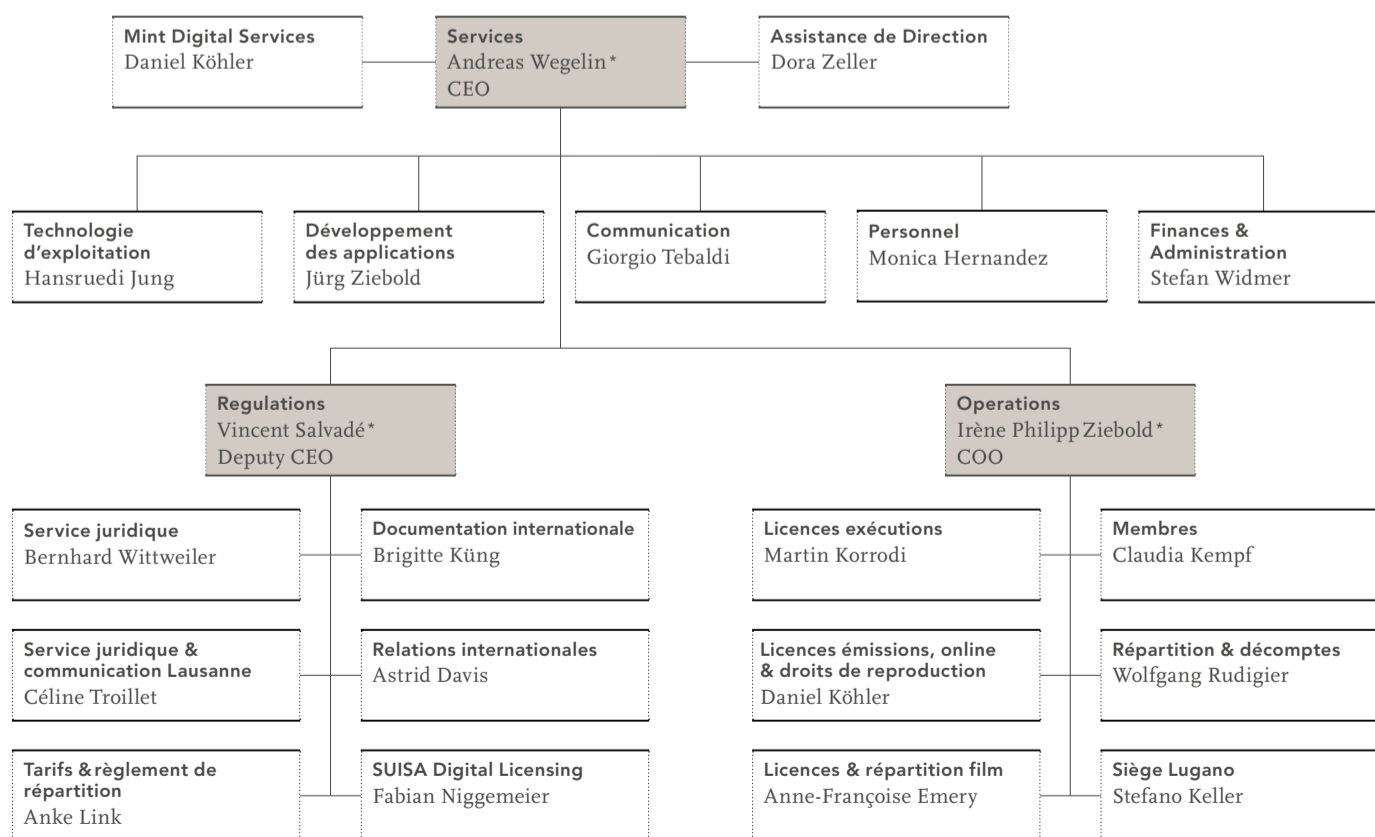 Mint Digital Services
Daniel Köhler
Services
Andreas Wegelin*
CEO
Assistance de Direction
Dora Zeller
Technologie
d’exploitation
Hansruedi Jung
Développement
des applications
Jürg Ziebold
Communication
Giorgio Tebaldi
Personnel
Monica Hernandez
Finances &
Administration
Stefan Widmer
Regulations
Vincent Salvadé*
Deputy CEO
Operations
Irène Philipp Ziebold*
COO
Service juridique
Bernhard Wittweiler
Documentation internationale
Brigitte Küng
Licences exécutions
Martin Korrodi
Membres
Claudia Kempf
Service juridique &
communication Lausanne
Céline Troillet
Relations internationales
Astrid Davis
Licences émissions, online
& droits de reproduction
Daniel Köhler
Répartition & décomptes
Wolfgang Rudigier
Tarifs & règlement de
répartition
Anke Link
SUISA Digital Licensing
Fabian Niggemeier
Licences & répartition film
Anne-Françoise Emery
Siège Lugano
Stefano Keller